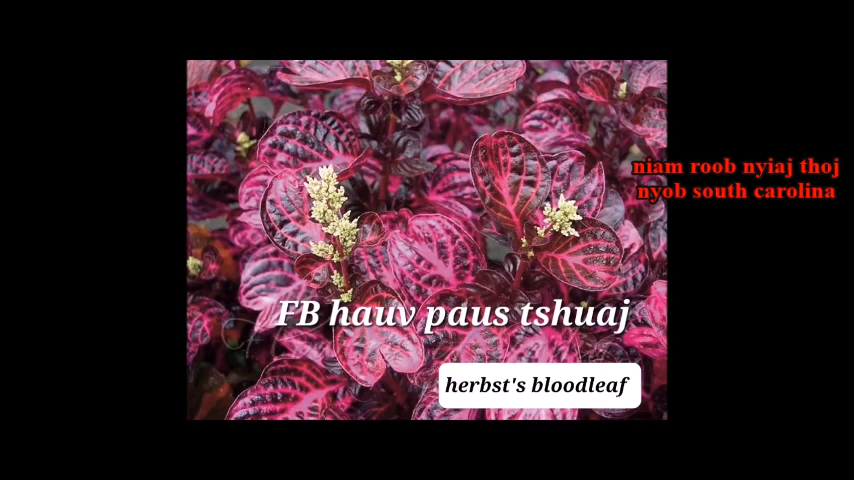 niam roob nyiaj thoj
nyob south carolina
FB hauv paus tshuaj
herbst's bloodleaf